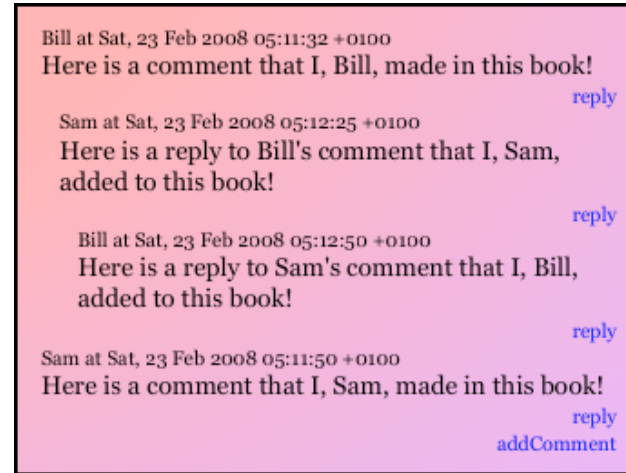 Bill at Sat, 23 Feb 2008 05:11:32 +0100
Here is a comment that I, Bill, made in this book!
reply
Sam at Sat, 23 Feb 2008 05:12:25 +0100
Here is a reply to Bill's comment that I, Sam,
added to this book!
reply
Bill at Sat, 23 Feb 2008 05:12:50 +0100
Here is a reply to Sam's comment that I, Bill,
added to this book!
reply
Sam at Sat, 23 Feb 2008 05:11:50 +0100
Here is a comment that I, Sam, made in this book!
reply
addComment